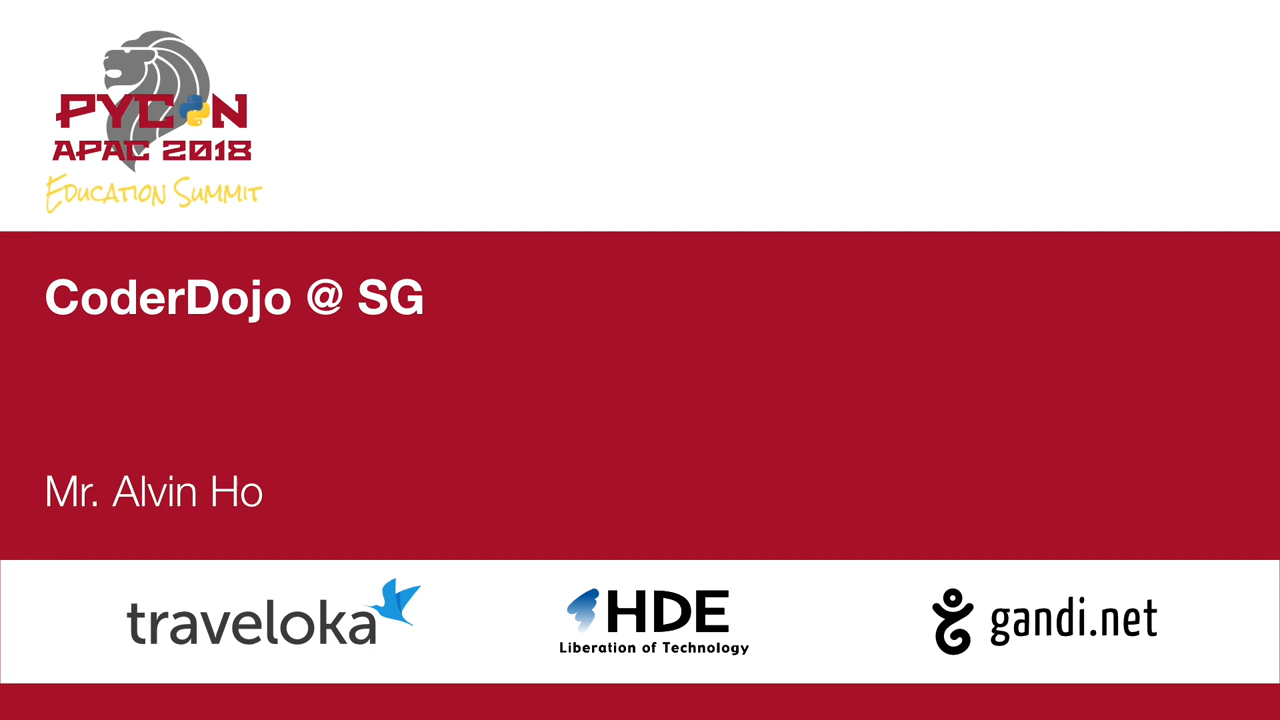 PYCON
APAC 2018
Education Summit
CoderDojo @ SG
Mr. Alvin Ho
traveloka
HDE
Liberation of Technology
gandi.net